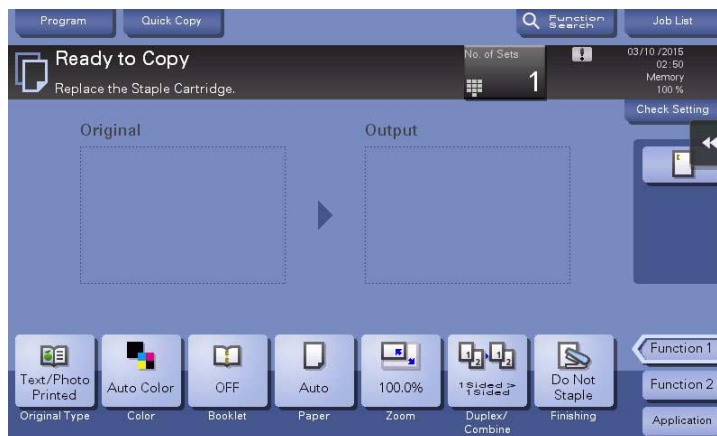 Program
Quick Copy
Function
Search
Job List
Ready to Copy
Replace the Staple Cartridge.
No. of Sets
1
!
03/10 /2015
02:50
Memory
100 %
Check Setting
Original
Output
Text/Photo
Printed
Auto Color
OFF
Auto
100.0%
1Sided >
1Sided
Do Not
Staple
Original Type
Color
Booklet
Paper
Zoom
Duplex/
Combine
Finishing
Function 1
Function 2
Application